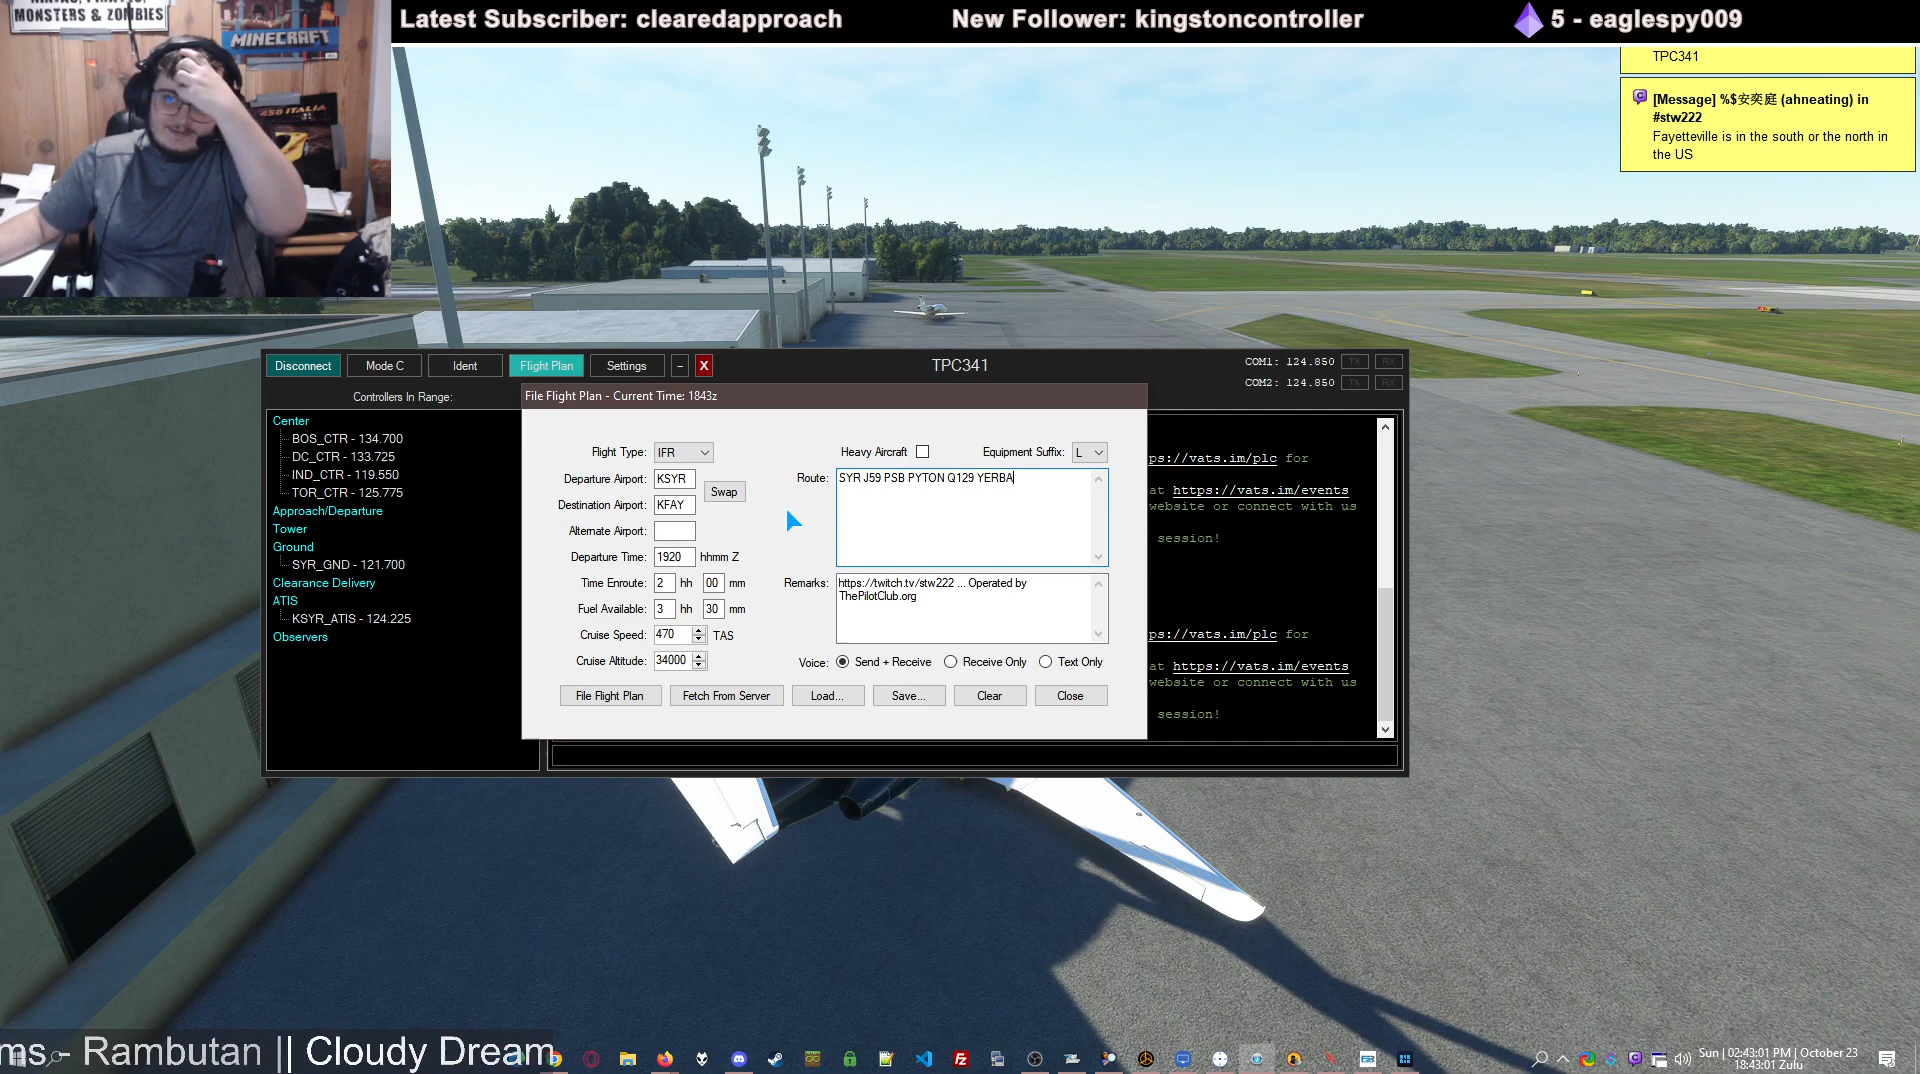 MONSTERS & ZOMBIES
MINECRAFT
458 ITALIA
Latest Subscriber: clearedapproach
New Follower: kingstoncontroller
5 - eaglespy009
TPC341
[Message] %$安奕庭 (ahneating) in
#stw222
Fayetteville is in the south or the north in
the US
Disconnect
Mode C
Ident
Flight Plan
Settings
–
X
TPC341
COM1: 124.850 TX RX
COM2: 124.850 TX RX
Controllers In Range:
Center
BOS_CTR - 134.700
DC_CTR - 133.725
IND_CTR - 119.550
TOR_CTR - 125.775
Approach/Departure
Tower
Ground
SYR_GND - 121.700
Clearance Delivery
ATIS
KSYR_ATIS - 124.225
Observers
File Flight Plan - Current Time: 1843z
Flight Type: IFR
Heavy Aircraft
Equipment Suffix: L
Departure Airport: KSYR
Swap
Destination Airport: KFAY
Alternate Airport:
Departure Time: 1920 hhmm Z
Time Enroute: 2 hh 00 mm
Fuel Available: 3 hh 30 mm
Cruise Speed: 470 TAS
Cruise Altitude: 34000
Route: SYR J59 PSB PYTON Q129 YERBA
Remarks: https://twitch.tv/stw222 ... Operated by
ThePilotClub.org
Voice: Send + Receive Receive Only Text Only
File Flight Plan
Fetch From Server
Load...
Save...
Clear
Close
ps://vats.im/plc for
at https://vats.im/events
website or connect with us
session!
ps://vats.im/plc for
at https://vats.im/events
website or connect with us
session!
ms - Rambutan || Cloudy Dream
Sun | 02:43:01 PM | October 23
18:43:01 Zulu